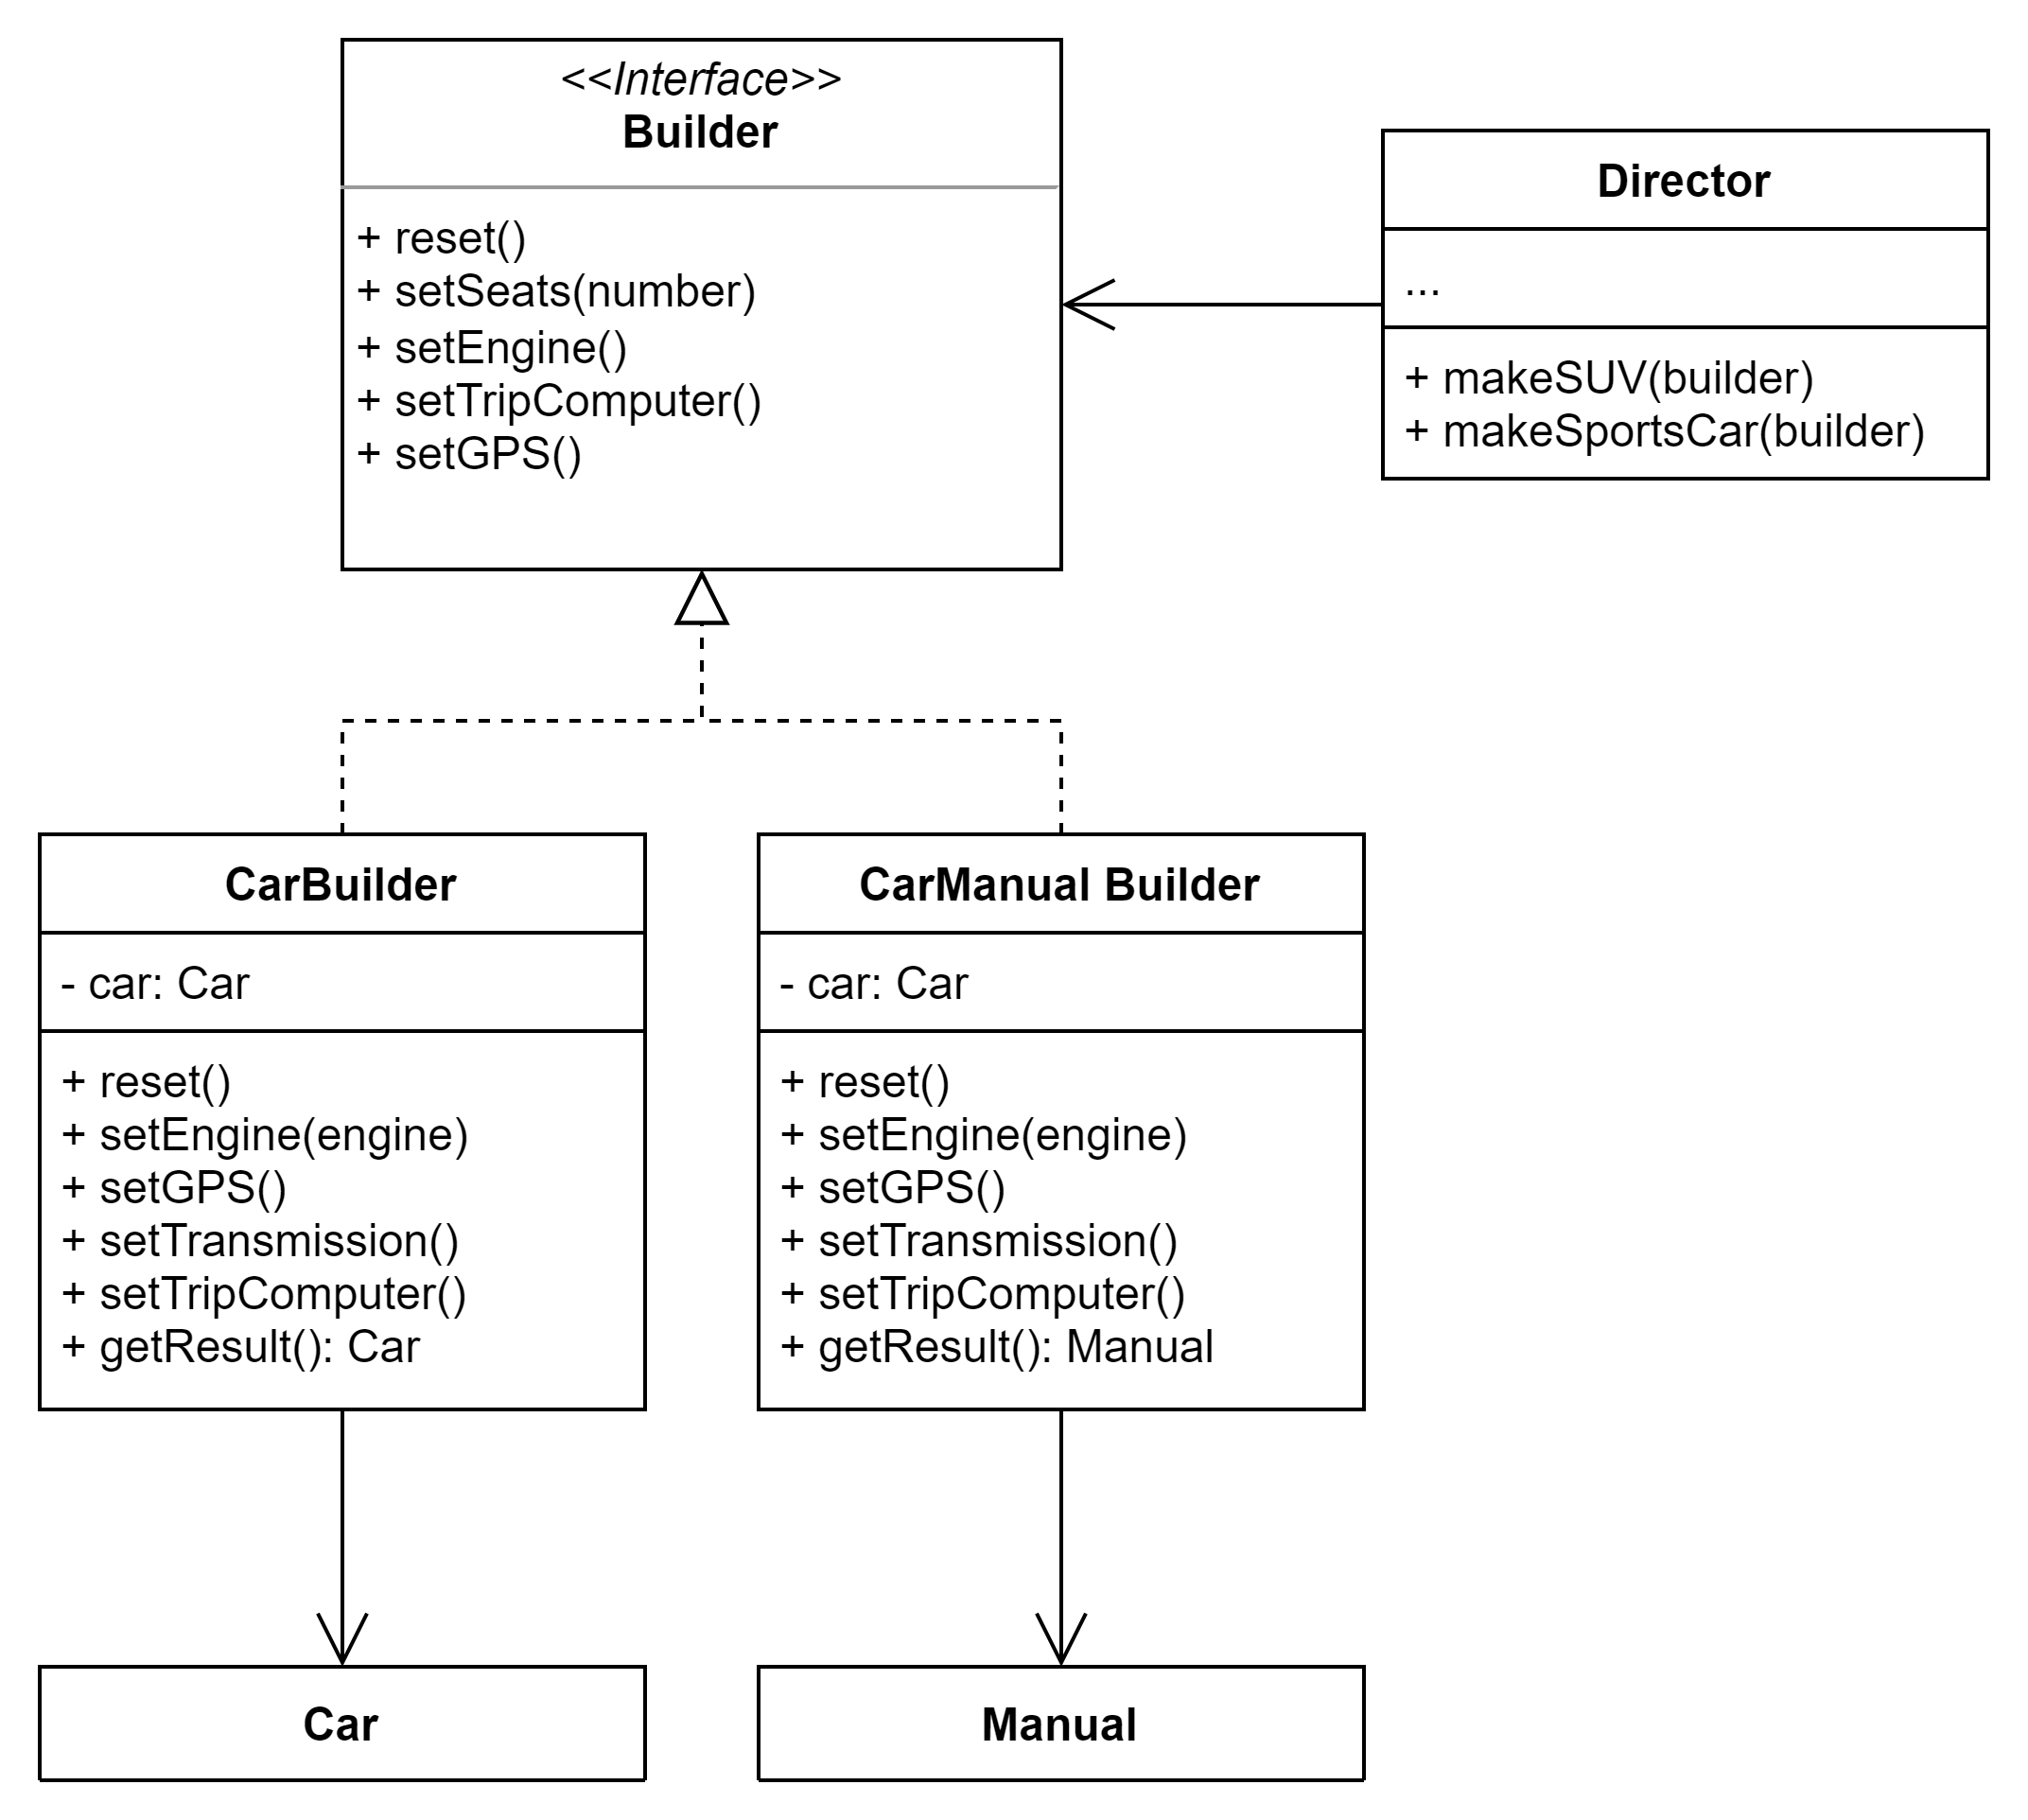 <<Interface>>
Builder
+ reset()
+ setSeats(number)
+ setEngine()
+ setTripComputer()
+ setGPS()
Director
...
+ makeSUV(builder)
+ makeSportsCar(builder)
CarBuilder
- car: Car
+ reset()
+ setEngine(engine)
+ setGPS()
+ setTransmission()
+ setTripComputer()
+ getResult(): Car
CarManual Builder
- car: Car
+ reset()
+ setEngine(engine)
+ setGPS()
+ setTransmission()
+ setTripComputer()
+ getResult(): Manual
Car
Manual